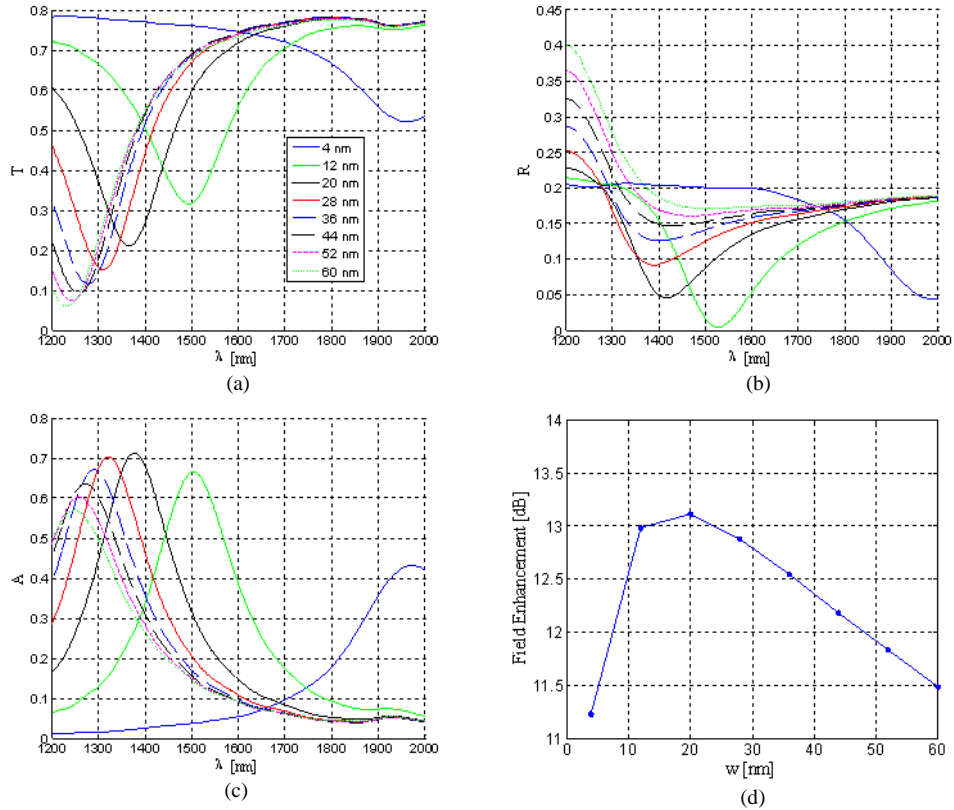 0.8
0.7
0.6
0.5
0.4
0.3
0.2
0.1
0
T
1200 1300 1400 1500 1600 1700 1800 1900 2000
λ [nm]
4 nm
12 nm
20 nm
28 nm
36 nm
44 nm
52 nm
60 nm
(a)
0.45
0.4
0.35
0.3
0.25
0.2
0.15
0.1
0.05
0
R
1200 1300 1400 1500 1600 1700 1800 1900 2000
λ [nm]
(b)
0.8
0.7
0.6
0.5
0.4
0.3
0.2
0.1
0
A
1200 1300 1400 1500 1600 1700 1800 1900 2000
λ [nm]
(c)
14
13.5
13
12.5
12
11.5
11
Field Enhancement [dB]
0 10 20 30 40 50 60
w [nm]
(d)